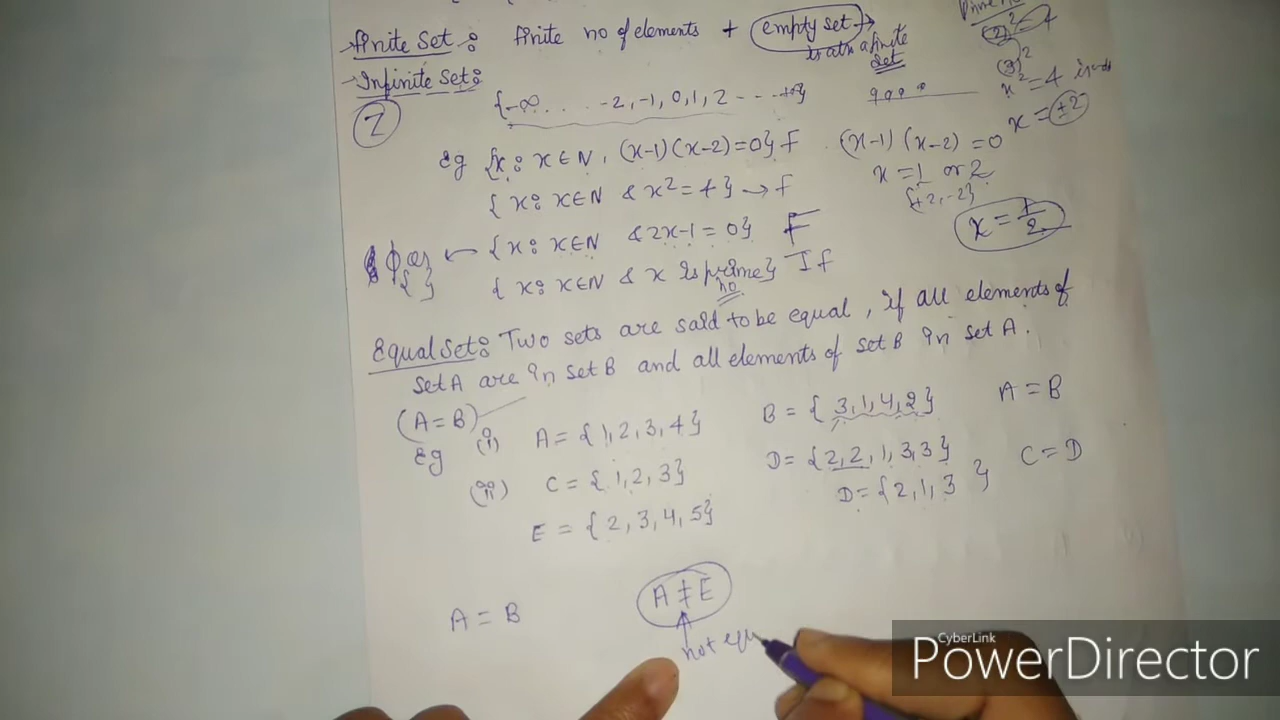 → finite set : finite no of elements + empty set →
is also a finite
set
→ Infinite set :
{-∞ . . . . -2, -1, 0, 1, 2 - - - . +∞}
Z
x² = 4
x = ±2
eg {x : x ∈ N, (x-1)(x-2) = 0} F
(x-1) (x-2) = 0
x = 1 or 2
{+2, -2}
{x : x ∈ N & x² = 4} → f
{x : x ∈ N & 2x-1 = 0} F
ϕ or { }
x = 1/2
{x : x ∈ N & x is prime} If
no
Equal Set : Two sets are said to be equal, if all elements of
set A are in set B and all elements of set B in set A.
(A = B)
Eg (i) A = {1, 2, 3, 4} B = {3, 1, 4, 2} A = B
(ii) C = {1, 2, 3} D = {2, 2, 1, 3, 3} C = D
D = {2, 1, 3 }
E = {2, 3, 4, 5}
A = B
A ≠ E
not equ
CyberLink
PowerDirector